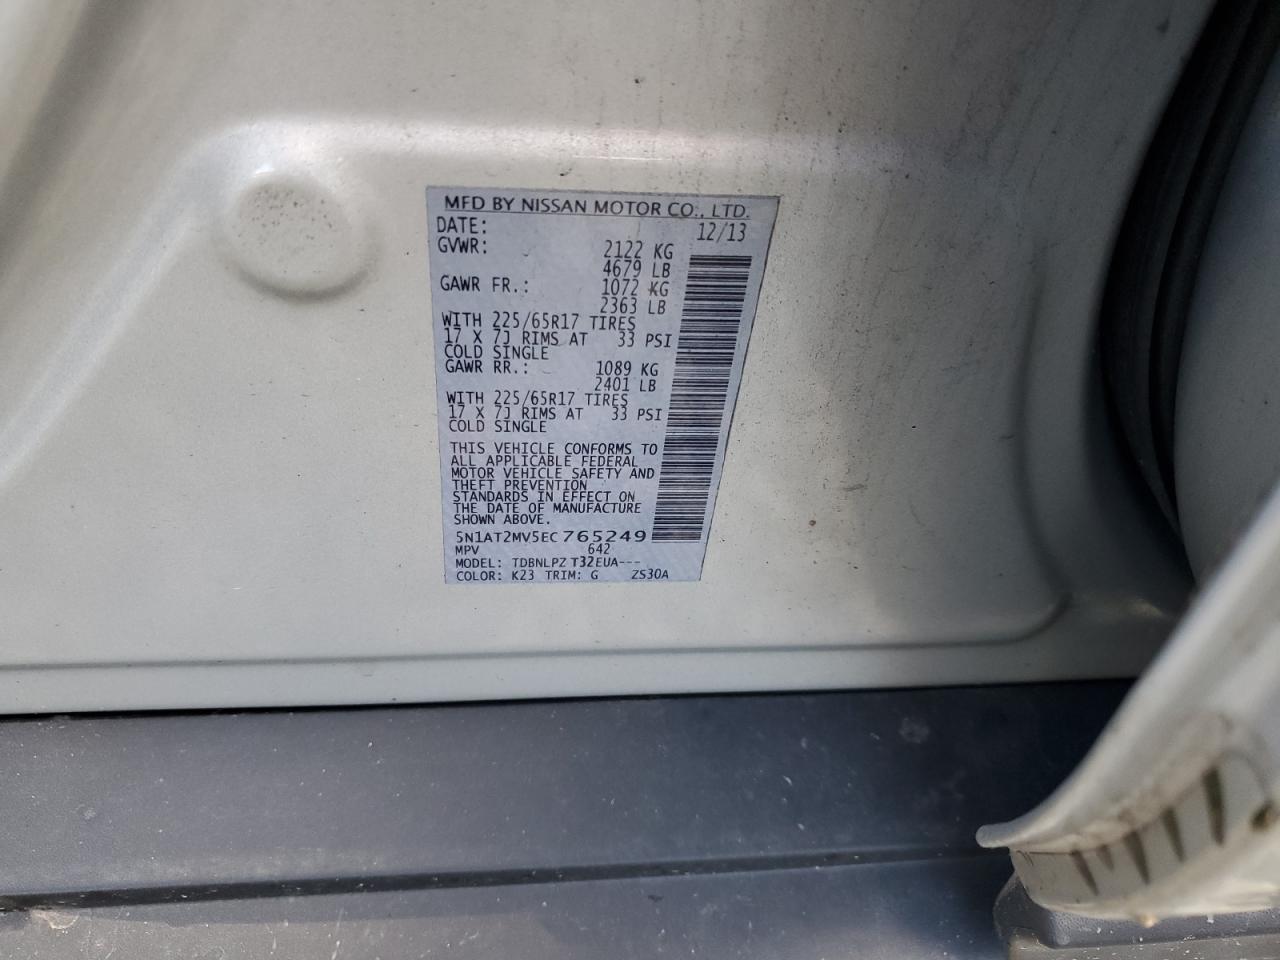 MFD BY NISSAN MOTOR CO., LTD.
DATE: 12/13
GVWR: 2122 KG
4679 LB
GAWR FR.: 1072 KG
2363 LB
WITH 225/65R17 TIRES
17 X 7J RIMS AT 33 PSI
COLD SINGLE
GAWR RR.: 1089 KG
2401 LB
WITH 225/65R17 TIRES
17 X 7J RIMS AT 33 PSI
COLD SINGLE
THIS VEHICLE CONFORMS TO
ALL APPLICABLE FEDERAL
MOTOR VEHICLE SAFETY AND
THEFT PREVENTION
STANDARDS IN EFFECT ON
THE DATE OF MANUFACTURE
SHOWN ABOVE.
5N1AT2MV5EC765249
MPV 642
MODEL: TDBNLPZ T32EUA---
COLOR: K23 TRIM: G ZS30A